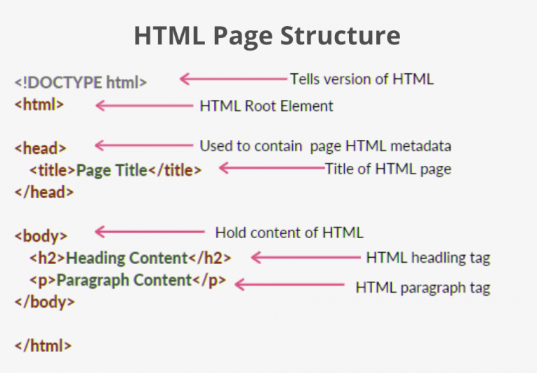 HTML Page Structure
<!DOCTYPE html> Tells version of HTML
<html> HTML Root Element
<head> Used to contain page HTML metadata
<title>Page Title</title> Title of HTML page
</head>
<body> Hold content of HTML
<h2>Heading Content</h2> HTML headling tag
<p>Paragraph Content</p> HTML paragraph tag
</body>
</html>